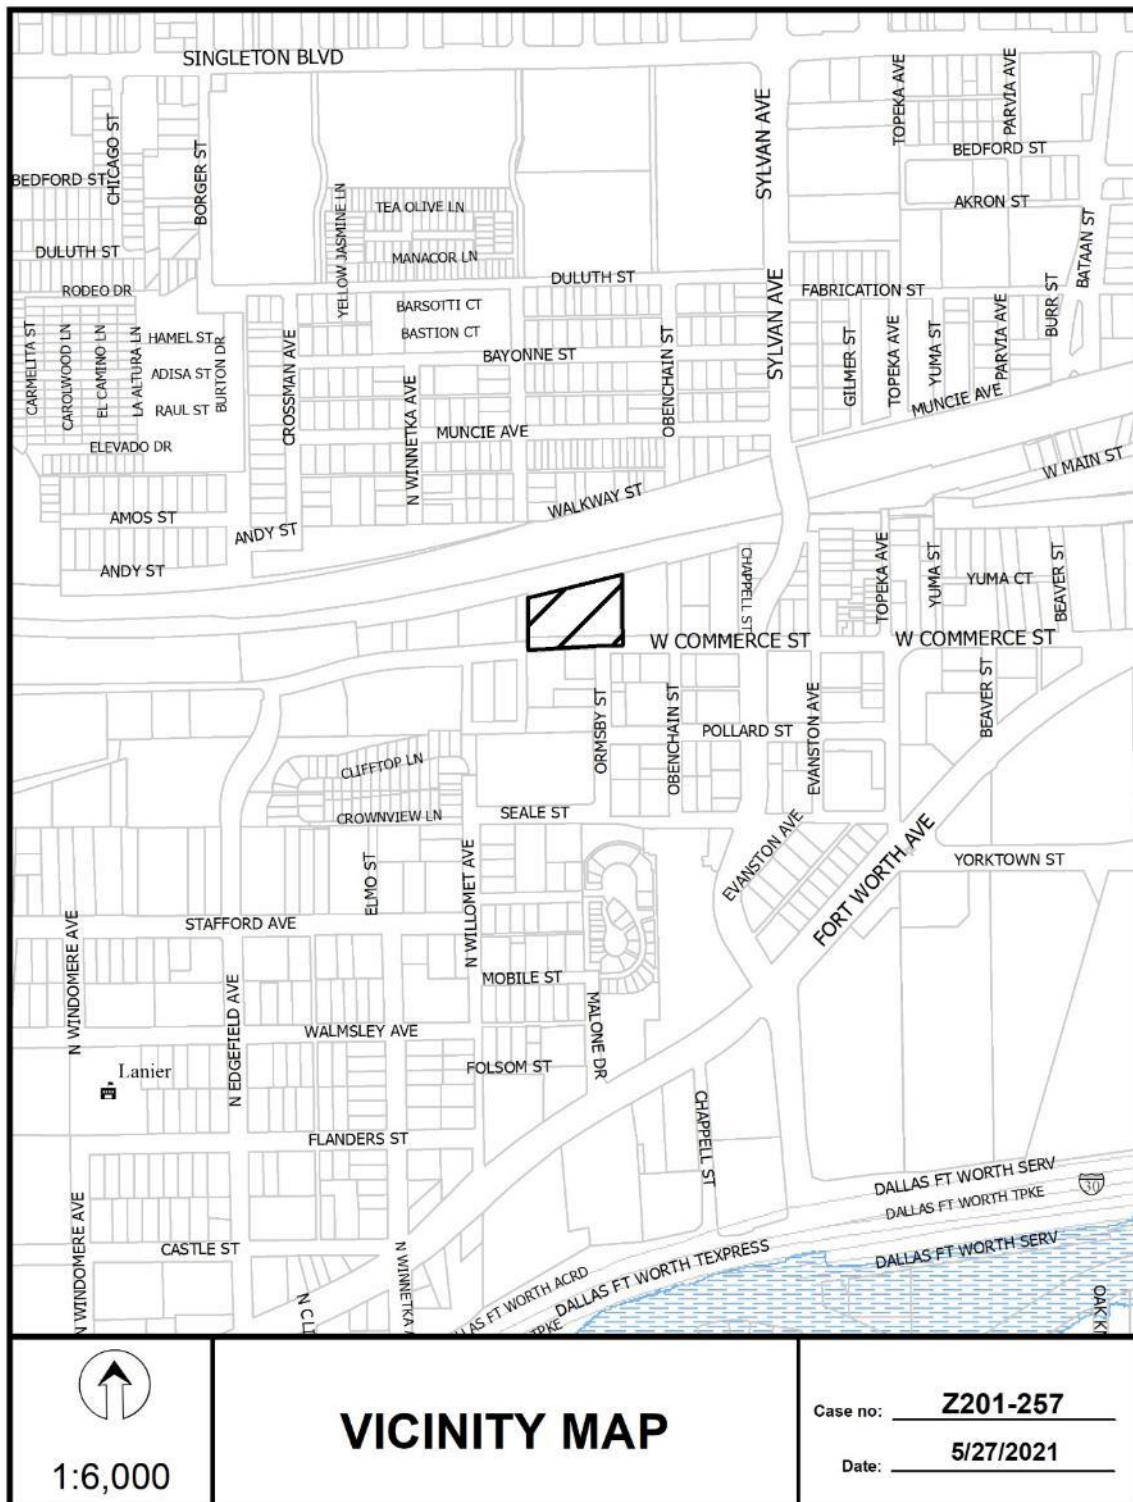 SINGLETON BLVD
CHICAGO ST
BORGER ST
SYLVAN AVE
TOPEKA AVE
PARVIA AVE
BEDFORD ST
BEDFORD ST
YELLOW JASMINE LN
TEA OLIVE LN
AKRON ST
DULUTH ST
MANACOR LN
BATAAN ST
DULUTH ST
SYLVAN AVE
FABRICATION ST
BURR ST
RODEO DR
BARSOTTI CT
BASTION CT
CARMELITA ST
CAROLWOOD LN
EL CAMINO LN
LA ALTURA LN
HAMEL ST
ADISA ST
RAUL ST
BURTON DR
CROSSMAN AVE
BAYONNE ST
OBENCHAIN ST
GILMER ST
TOPEKA AVE
YUMA ST
PARVIA AVE
MUNCIE AVE
N WINNETKA AVE
MUNCIE AVE
ELEVADO DR
W MAIN ST
WALKWAY ST
AMOS ST
ANDY ST
ANDY ST
CHAPPELL ST
TOPEKA AVE
YUMA ST
YUMA CT
BEAVER ST
W COMMERCE ST
W COMMERCE ST
ORMSBY ST
OBENCHAIN ST
POLLARD ST
EVANSTON AVE
BEAVER ST
CLIFFTOP LN
CROWNVIEW LN
SEALE ST
EVANSTON AVE
FORT WORTH AVE
YORKTOWN ST
ELMO ST
N WILLOMET AVE
STAFFORD AVE
N WINDOMERE AVE
N EDGEFIELD AVE
MOBILE ST
MALONE DR
WALMSLEY AVE
FOLSOM ST
Lanier
CHAPPELL ST
FLANDERS ST
DALLAS FT WORTH SERV
DALLAS FT WORTH TPKE
30
N WINDOMERE AVE
CASTLE ST
N WINNETKA A
DALLAS FT WORTH SERV
DALLAS FT WORTH TEXPRESS
LAS FT WORTH ACRD
TPKE
N CLI
OAK K
1:6,000
VICINITY MAP
Case no: Z201-257
Date: 5/27/2021